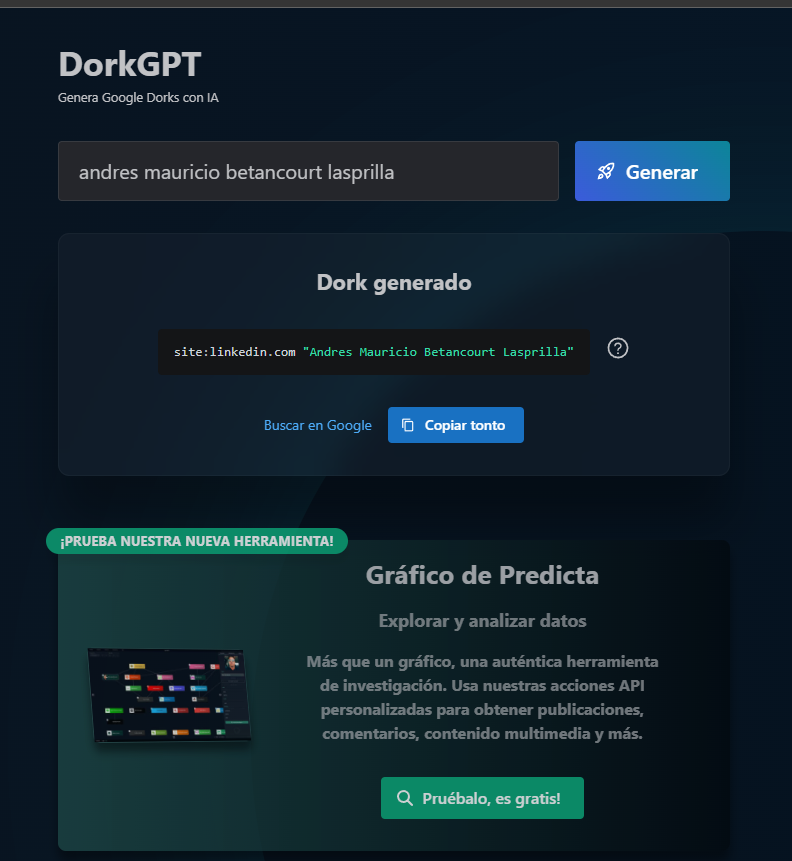 DorkGPT
Genera Google Dorks con IA
andres mauricio betancourt lasprilla
Generar
Dork generado
site:linkedin.com "Andres Mauricio Betancourt Lasprilla"
Buscar en Google
Copiar tonto
¡PRUEBA NUESTRA NUEVA HERRAMIENTA!
Gráfico de Predicta
Explorar y analizar datos
Más que un gráfico, una auténtica herramienta
de investigación. Usa nuestras acciones API
personalizadas para obtener publicaciones,
comentarios, contenido multimedia y más.
Pruébalo, es gratis!